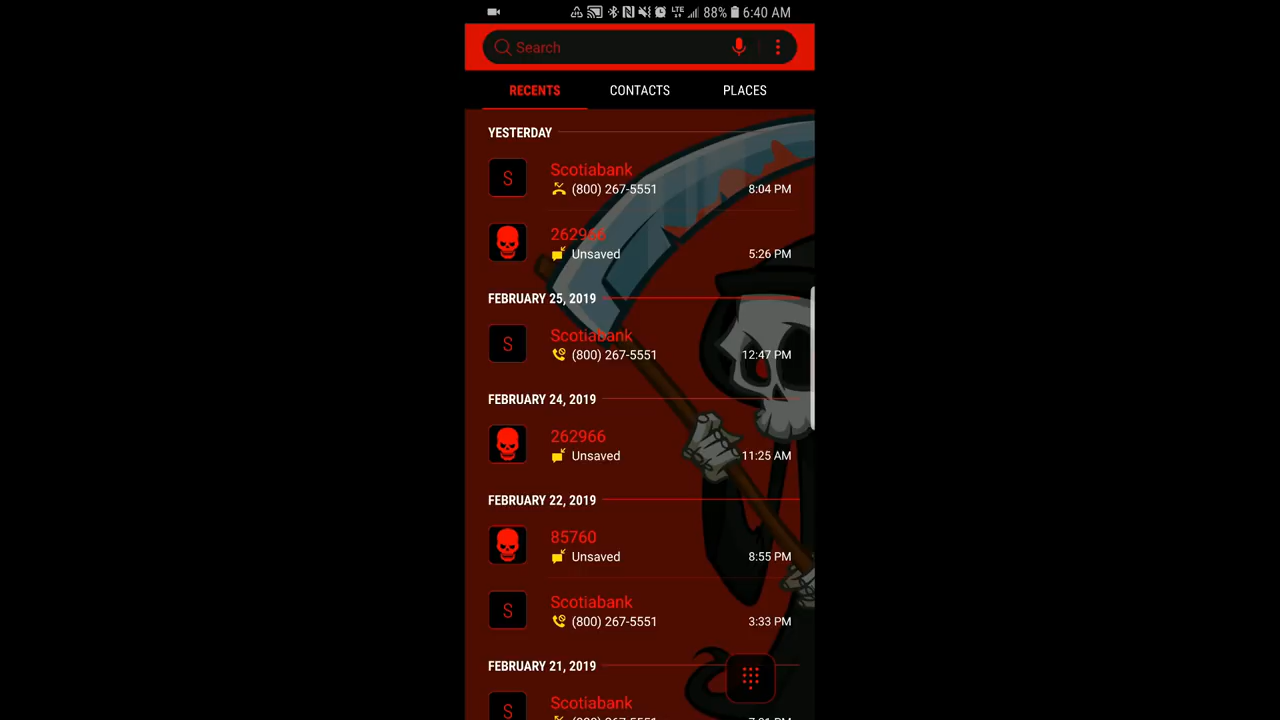 88% 6:40 AM
LTE
Search
RECENTS CONTACTS PLACES
YESTERDAY
S
Scotiabank
(800) 267-5551 8:04 PM
262966
Unsaved 5:26 PM
FEBRUARY 25, 2019
S
Scotiabank
(800) 267-5551 12:47 PM
FEBRUARY 24, 2019
262966
Unsaved 11:25 AM
FEBRUARY 22, 2019
85760
Unsaved 8:55 PM
S
Scotiabank
(800) 267-5551 3:33 PM
FEBRUARY 21, 2019
S
Scotiabank